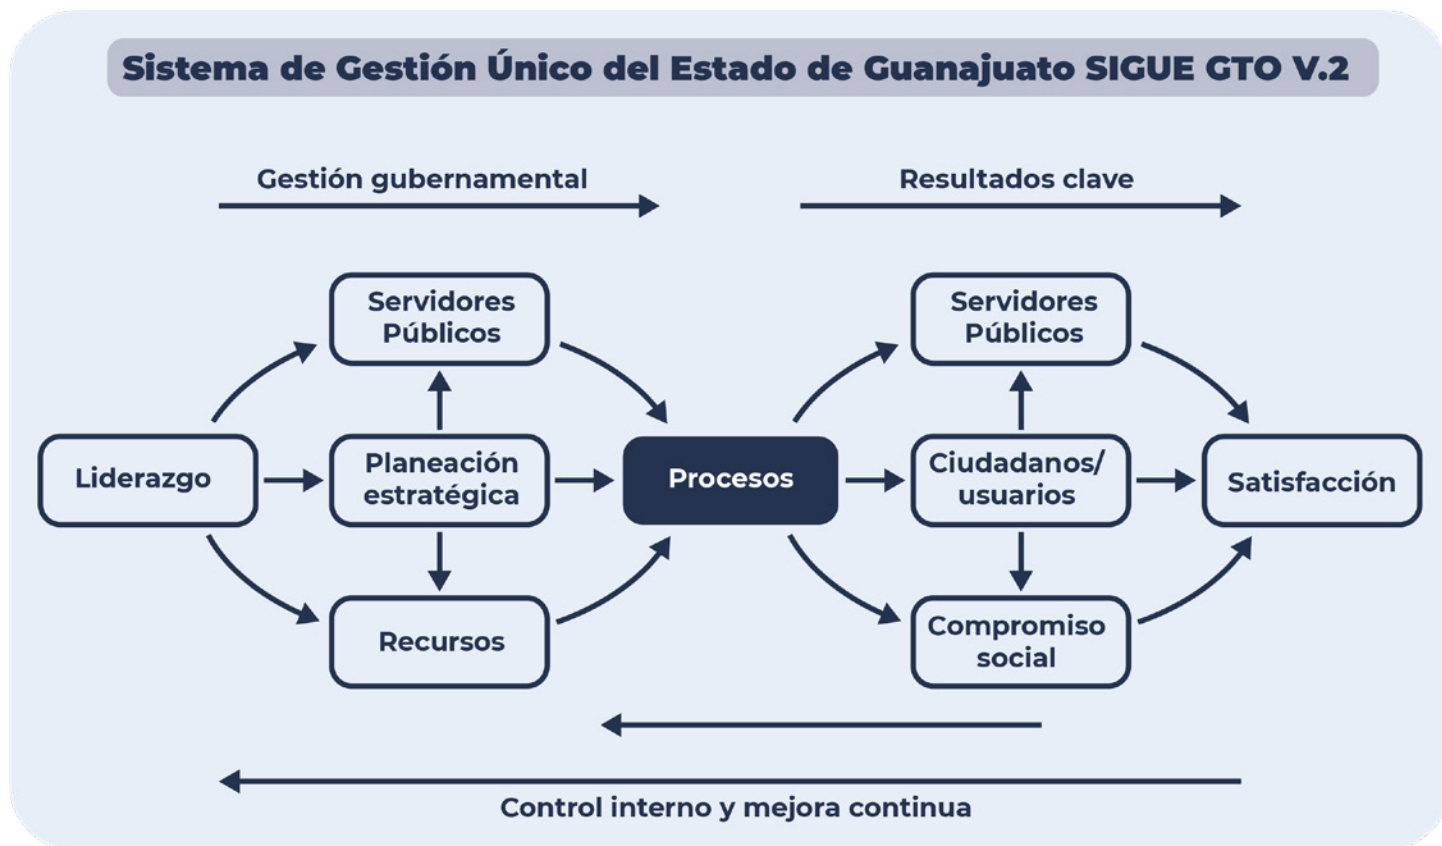 Sistema de Gestión Único del Estado de Guanajuato SIGUE GTO V.2
Gestión gubernamental
Resultados clave
Servidores
Públicos
Servidores
Públicos
Liderazgo
Planeación
estratégica
Procesos
Ciudadanos/
usuarios
Satisfacción
Recursos
Compromiso
social
Control interno y mejora continua